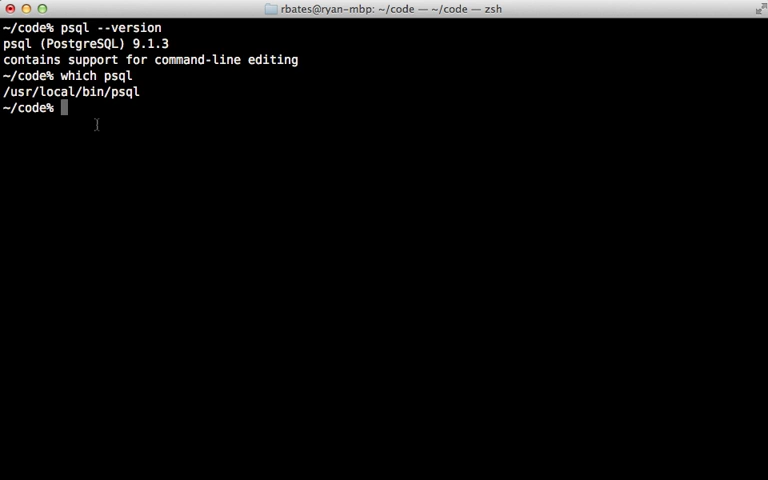 rbates@ryan-mbp: ~/code — ~/code — zsh
~/code% psql --version
psql (PostgreSQL) 9.1.3
contains support for command-line editing
~/code% which psql
/usr/local/bin/psql
~/code%